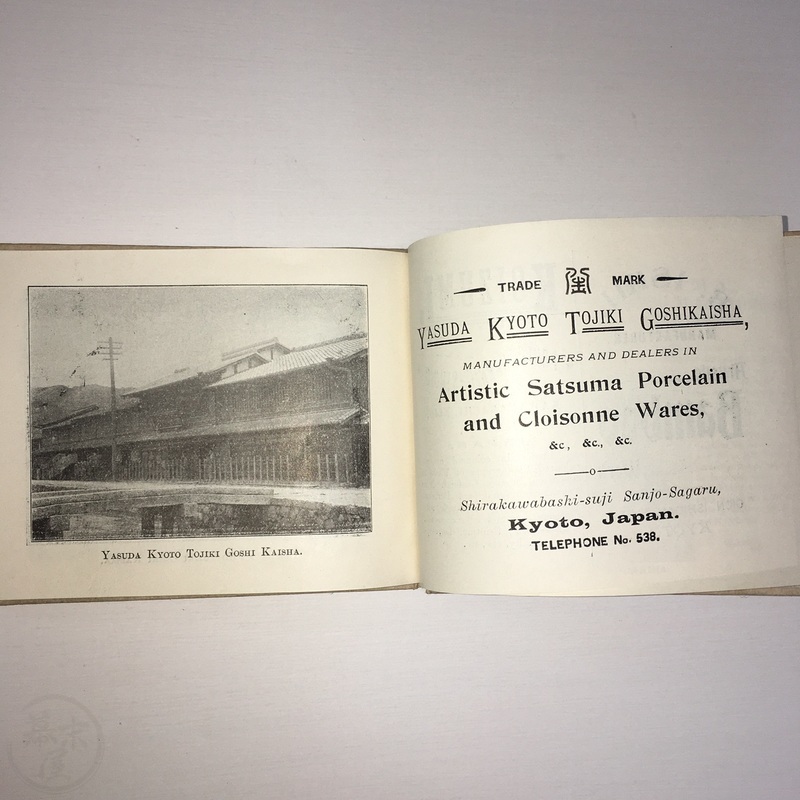 Yasuda Kyoto Tojiki Goshi Kaisha.
TRADE MARK
YASUDA KYOTO TOJIKI GOSHIKAISHA,
MANUFACTURERS AND DEALERS IN
Artistic Satsuma Porcelain
and Cloisonne Wares,
&c, &c., &c.
Shirakawabaski-suji Sanjo-Sagaru,
Kyoto, Japan.
TELEPHONE No. 538.